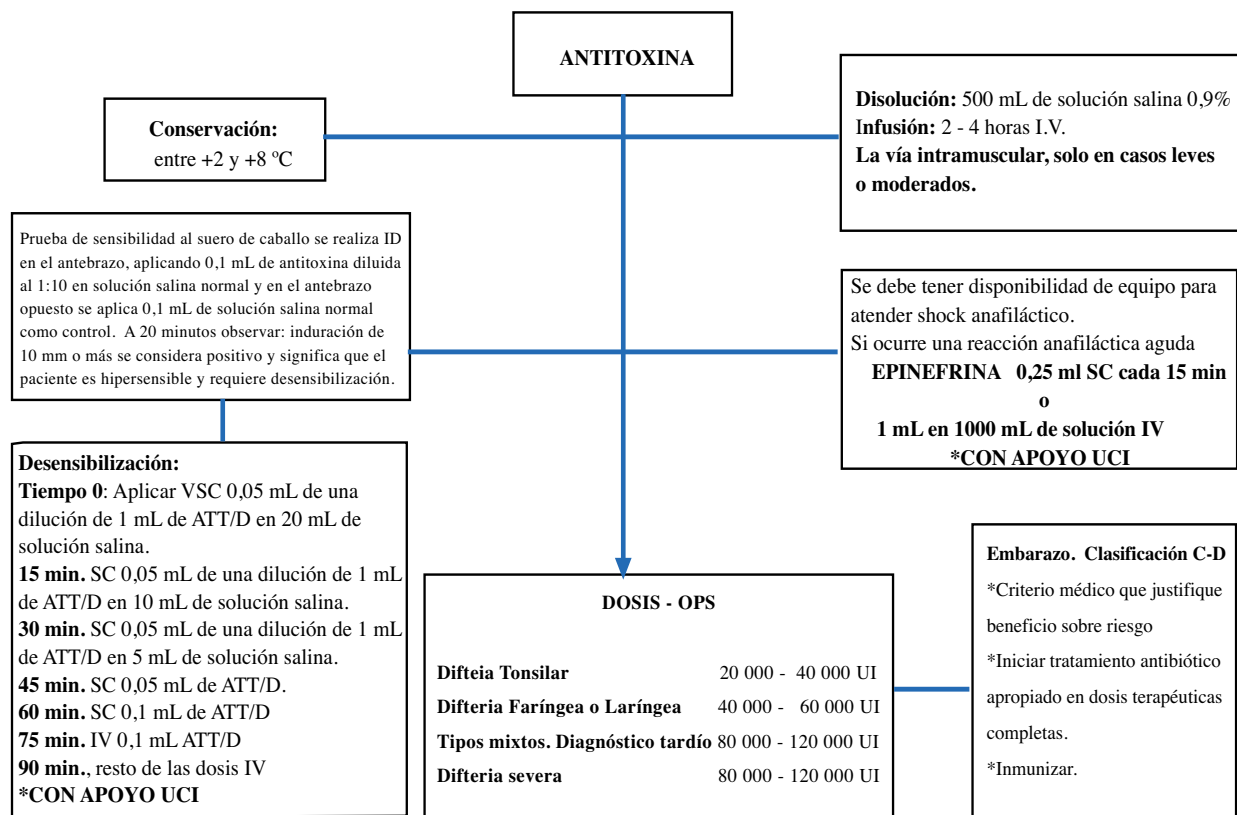 ANTITOXINA
Conservación:
entre +2 y +8 ºC
Disolución: 500 mL de solución salina 0,9%
Infusión: 2 - 4 horas I.V.
La vía intramuscular, solo en casos leves
o moderados.
Prueba de sensibilidad al suero de caballo se realiza ID
en el antebrazo, aplicando 0,1 mL de antitoxina diluida
al 1:10 en solución salina normal y en el antebrazo
opuesto se aplica 0,1 mL de solución salina normal
como control. A 20 minutos observar: induración de
10 mm o más se considera positivo y significa que el
paciente es hipersensible y requiere desensibilización.
Se debe tener disponibilidad de equipo para
atender shock anafiláctico.
Si ocurre una reacción anafiláctica aguda
EPINEFRINA 0,25 ml SC cada 15 min
o
1 mL en 1000 mL de solución IV
*CON APOYO UCI
Desensibilización:
Tiempo 0: Aplicar VSC 0,05 mL de una
dilución de 1 mL de ATT/D en 20 mL de
solución salina.
15 min. SC 0,05 mL de una dilución de 1 mL
de ATT/D en 10 mL de solución salina.
30 min. SC 0,05 mL de una dilución de 1 mL
de ATT/D en 5 mL de solución salina.
45 min. SC 0,05 mL de ATT/D.
60 min. SC 0,1 mL de ATT/D
75 min. IV 0,1 mL ATT/D
90 min., resto de las dosis IV
*CON APOYO UCI
DOSIS - OPS
Difteia Tonsilar 20 000 - 40 000 UI
Difteria Faríngea o Laríngea 40 000 - 60 000 UI
Tipos mixtos. Diagnóstico tardío 80 000 - 120 000 UI
Difteria severa 80 000 - 120 000 UI
Embarazo. Clasificación C-D
*Criterio médico que justifique
beneficio sobre riesgo
*Iniciar tratamiento antibiótico
apropiado en dosis terapéuticas
completas.
*Inmunizar.